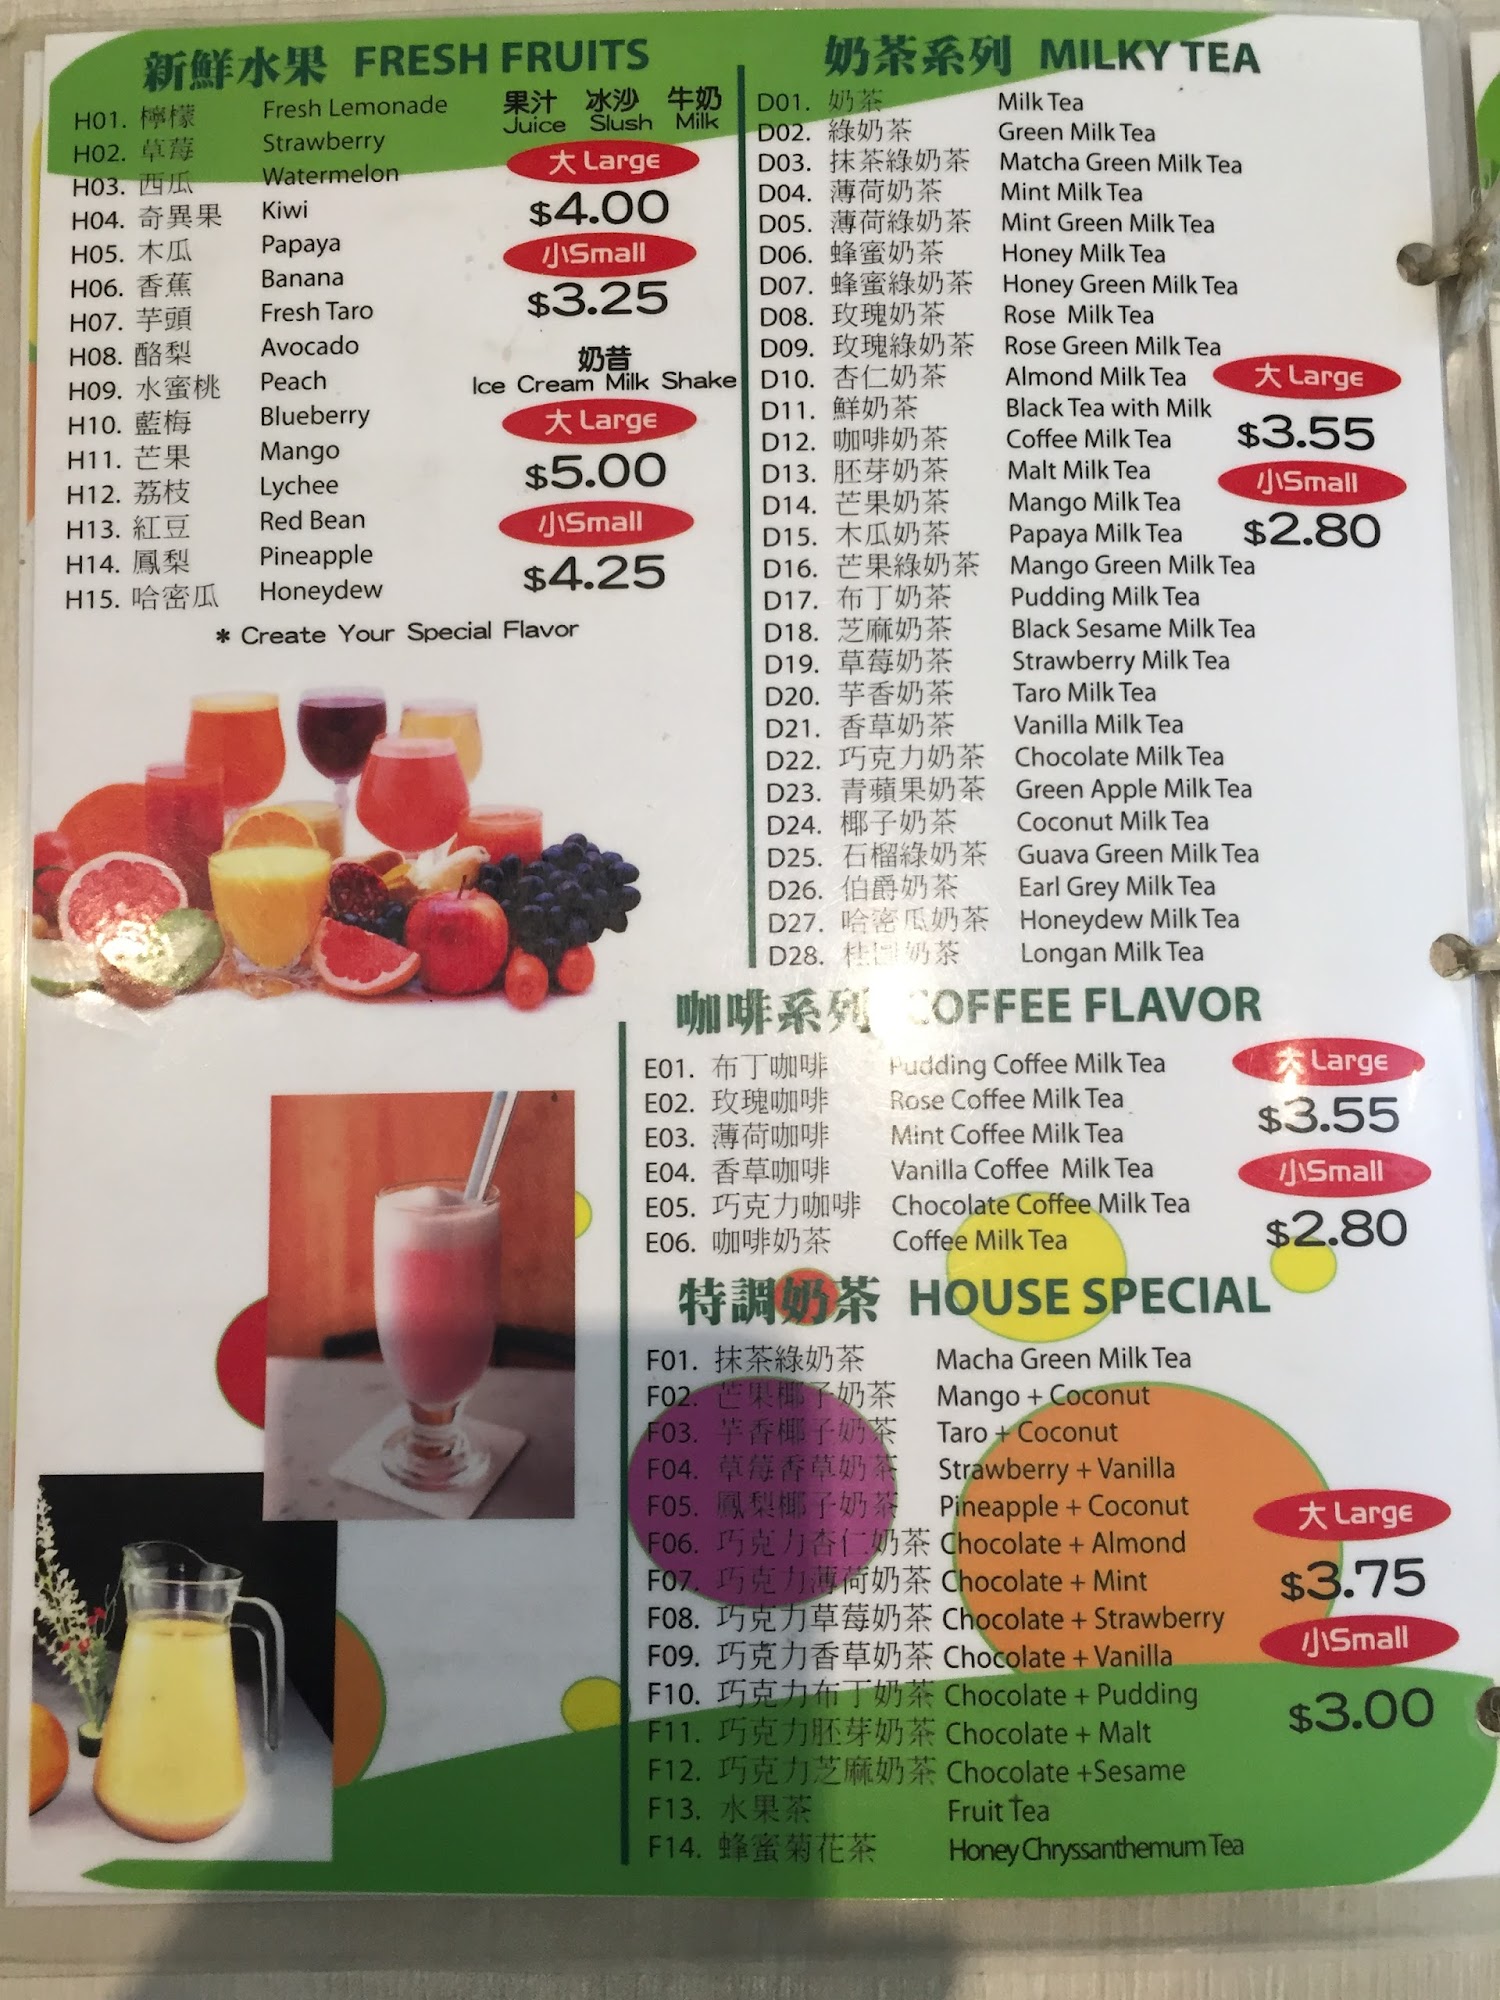 新鮮水果 FRESH FRUITS
果汁 冰沙 牛奶
Juice Slush Milk
H01. 檸檬 Fresh Lemonade
H02. 草莓 Strawberry
H03. 西瓜 Watermelon
H04. 奇異果 Kiwi
H05. 木瓜 Papaya
H06. 香蕉 Banana
H07. 芋頭 Fresh Taro
H08. 酪梨 Avocado
H09. 水蜜桃 Peach
H10. 藍梅 Blueberry
H11. 芒果 Mango
H12. 荔枝 Lychee
H13. 紅豆 Red Bean
H14. 鳳梨 Pineapple
H15. 哈密瓜 Honeydew
大 Large
$4.00
小Small
$3.25
奶昔
Ice Cream Milk Shake
大 Large
$5.00
小Small
$4.25
* Create Your Special Flavor
奶茶系列 MILKY TEA
D01. 奶茶 Milk Tea
D02. 綠奶茶 Green Milk Tea
D03. 抹茶綠奶茶 Matcha Green Milk Tea
D04. 薄荷奶茶 Mint Milk Tea
D05. 薄荷綠奶茶 Mint Green Milk Tea
D06. 蜂蜜奶茶 Honey Milk Tea
D07. 蜂蜜綠奶茶 Honey Green Milk Tea
D08. 玫瑰奶茶 Rose Milk Tea
D09. 玫瑰綠奶茶 Rose Green Milk Tea
D10. 杏仁奶茶 Almond Milk Tea
D11. 鮮奶茶 Black Tea with Milk
D12. 咖啡奶茶 Coffee Milk Tea
D13. 胚芽奶茶 Malt Milk Tea
D14. 芒果奶茶 Mango Milk Tea
D15. 木瓜奶茶 Papaya Milk Tea
D16. 芒果綠奶茶 Mango Green Milk Tea
D17. 布丁奶茶 Pudding Milk Tea
D18. 芝麻奶茶 Black Sesame Milk Tea
D19. 草莓奶茶 Strawberry Milk Tea
D20. 芋香奶茶 Taro Milk Tea
D21. 香草奶茶 Vanilla Milk Tea
D22. 巧克力奶茶 Chocolate Milk Tea
D23. 青蘋果奶茶 Green Apple Milk Tea
D24. 椰子奶茶 Coconut Milk Tea
D25. 石榴綠奶茶 Guava Green Milk Tea
D26. 伯爵奶茶 Earl Grey Milk Tea
D27. 哈密瓜奶茶 Honeydew Milk Tea
D28. 桂圓奶茶 Longan Milk Tea
大 Large
$3.55
小Small
$2.80
咖啡系列 COFFEE FLAVOR
E01. 布丁咖啡 Pudding Coffee Milk Tea
E02. 玫瑰咖啡 Rose Coffee Milk Tea
E03. 薄荷咖啡 Mint Coffee Milk Tea
E04. 香草咖啡 Vanilla Coffee Milk Tea
E05. 巧克力咖啡 Chocolate Coffee Milk Tea
E06. 咖啡奶茶 Coffee Milk Tea
大 Large
$3.55
小Small
$2.80
特調奶茶 HOUSE SPECIAL
F01. 抹茶綠奶茶 Macha Green Milk Tea
F02. 芒果椰子奶茶 Mango + Coconut
F03. 芋香椰子奶茶 Taro + Coconut
F04. 草莓香草奶茶 Strawberry + Vanilla
F05. 鳳梨椰子奶茶 Pineapple + Coconut
F06. 巧克力杏仁奶茶 Chocolate + Almond
F07. 巧克力薄荷奶茶 Chocolate + Mint
F08. 巧克力草莓奶茶 Chocolate + Strawberry
F09. 巧克力香草奶茶 Chocolate + Vanilla
F10. 巧克力布丁奶茶 Chocolate + Pudding
F11. 巧克力胚芽奶茶 Chocolate + Malt
F12. 巧克力芝麻奶茶 Chocolate +Sesame
F13. 水果茶 Fruit Tea
F14. 蜂蜜菊花茶 Honey Chryssanthemum Tea
大 Large
$3.75
小Small
$3.00